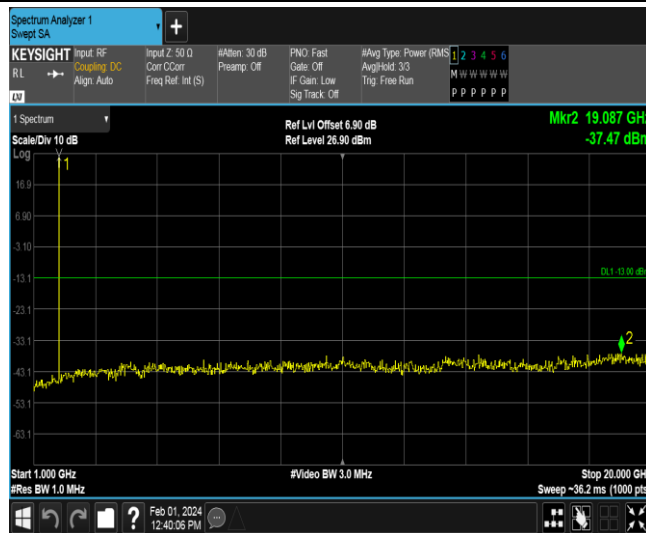 Spectrum Analyzer 1
Swept SA
+
KEYSIGHT
RL
Input: RF
Coupling: DC
Align: Auto
Input Z: 50 Ω
Corr CCorr
Freq Ref: Int (S)
#Atten: 30 dB
Preamp: Off
PNO: Fast
Gate: Off
IF Gain: Low
Sig Track: Off
#Avg Type: Power (RMS
Avg|Hold: 3/3
Trig: Free Run
1 2 3 4 5 6
M W W W W W
P P P P P P
1 Spectrum
Scale/Div 10 dB
Log
Ref Lvl Offset 6.90 dB
Ref Level 26.90 dBm
Mkr2 19.087 GHz
-37.47 dBm
1
16.9
6.90
-3.10
-13.1
DL1 -13.00 dBm
-23.1
-33.1
2
-43.1
-53.1
-63.1
Start 1.000 GHz
#Res BW 1.0 MHz
#Video BW 3.0 MHz
Stop 20.000 GHz
Sweep ~36.2 ms (1000 pts)
?
Feb 01, 2024
12:40:06 PM